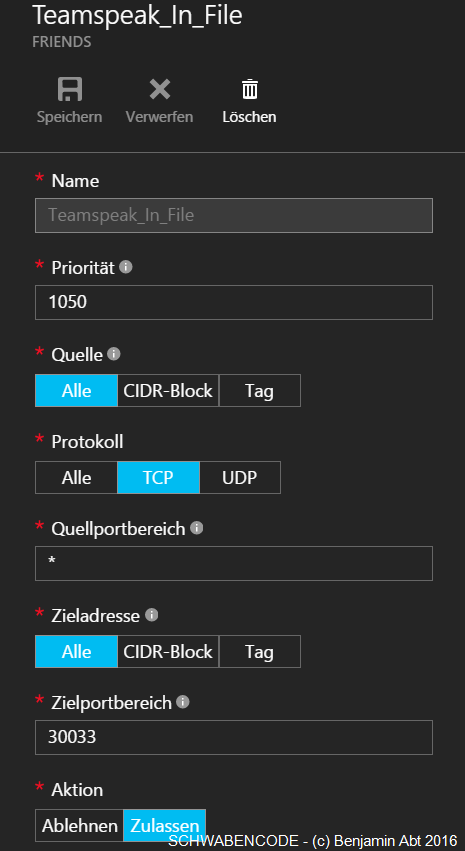 Teamspeak_In_File
FRIENDS
Speichern Verwerfen Löschen
* Name
Teamspeak_In_File
* Priorität
1050
* Quelle
Alle CIDR-Block Tag
* Protokoll
Alle TCP UDP
* Quellportbereich
*
* Zieladresse
Alle CIDR-Block Tag
* Zielportbereich
30033
* Aktion
Ablehnen Zulassen
SCHWABENCODE - (c) Benjamin Abt 2016